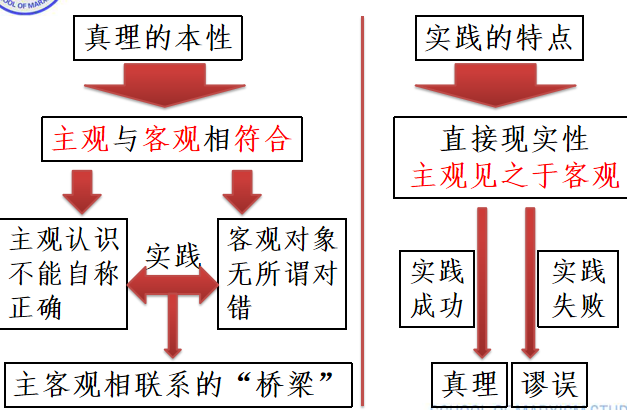 真理的本性
主观与客观相符合
主观认识
不能自称
正确
实践
客观对象
无所谓对
错
主客观相联系的“桥梁”
实践的特点
直接现实性
主观见之于客观
实践
成功
实践
失败
真理
谬误